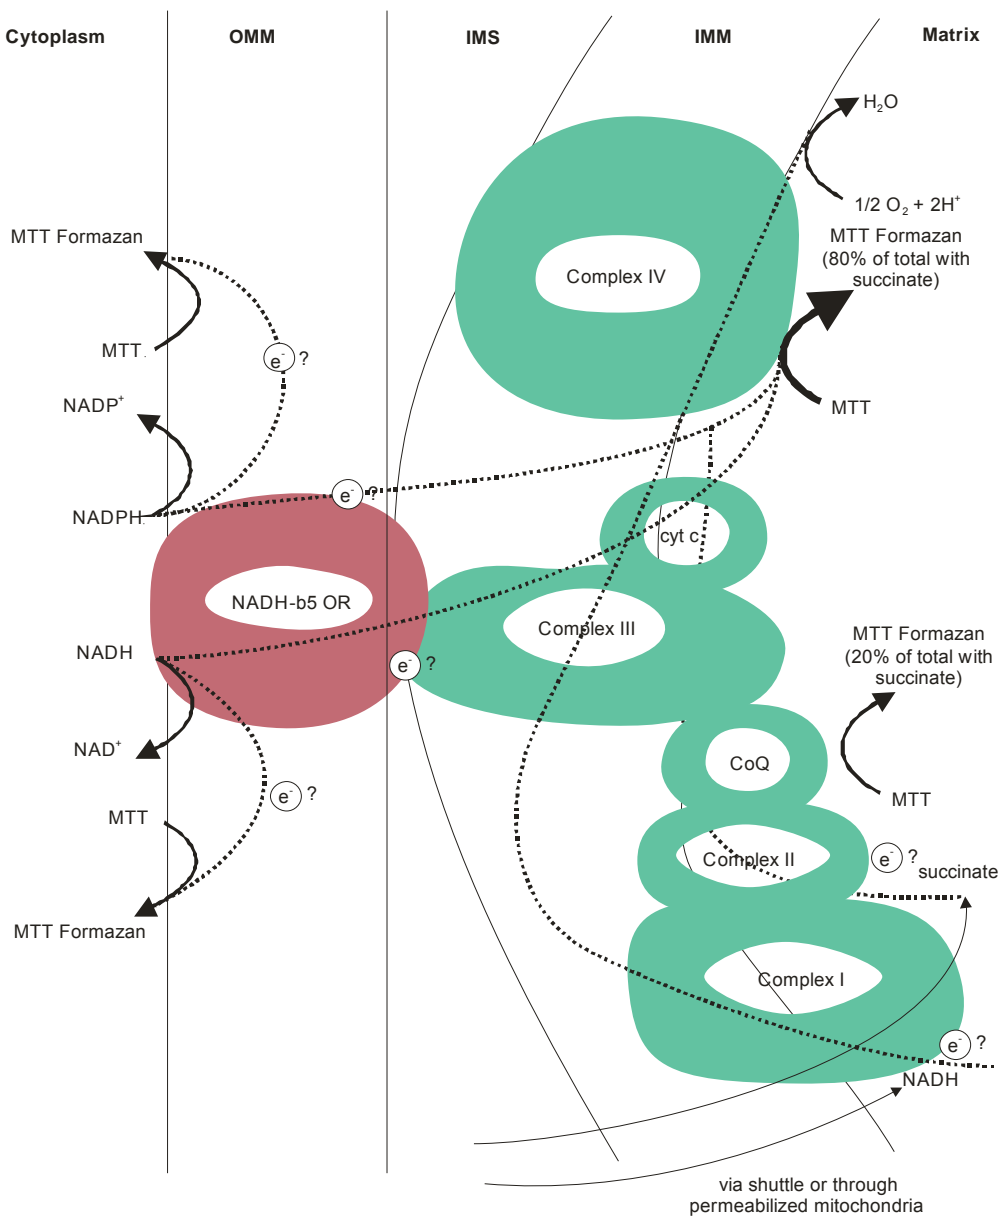 Cytoplasm
OMM
IMS
IMM
Matrix
H₂O
1/2 O₂ + 2H⁺
MTT Formazan
(80% of total with
succinate)
MTT
MTT Formazan
MTT.
e⁻ ?
NADP⁺
NADPH.
e⁻ ?
Complex IV
cyt c
NADH-b5 OR
Complex III
NADH
e⁻ ?
NAD⁺
MTT
e⁻ ?
MTT Formazan
MTT Formazan
(20% of total with
succinate)
MTT
CoQ
Complex II
e⁻ ?
succinate
Complex I
e⁻ ?
NADH
via shuttle or through
permeabilized mitochondria